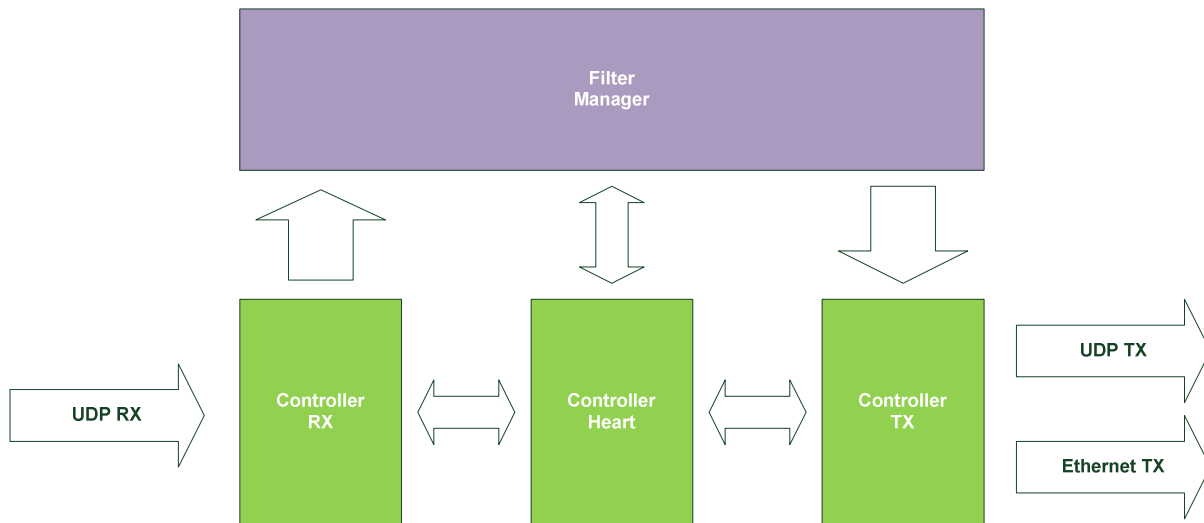 Filter
Manager
UDP RX
Controller
RX
Controller
Heart
Controller
TX
UDP TX
Ethernet TX